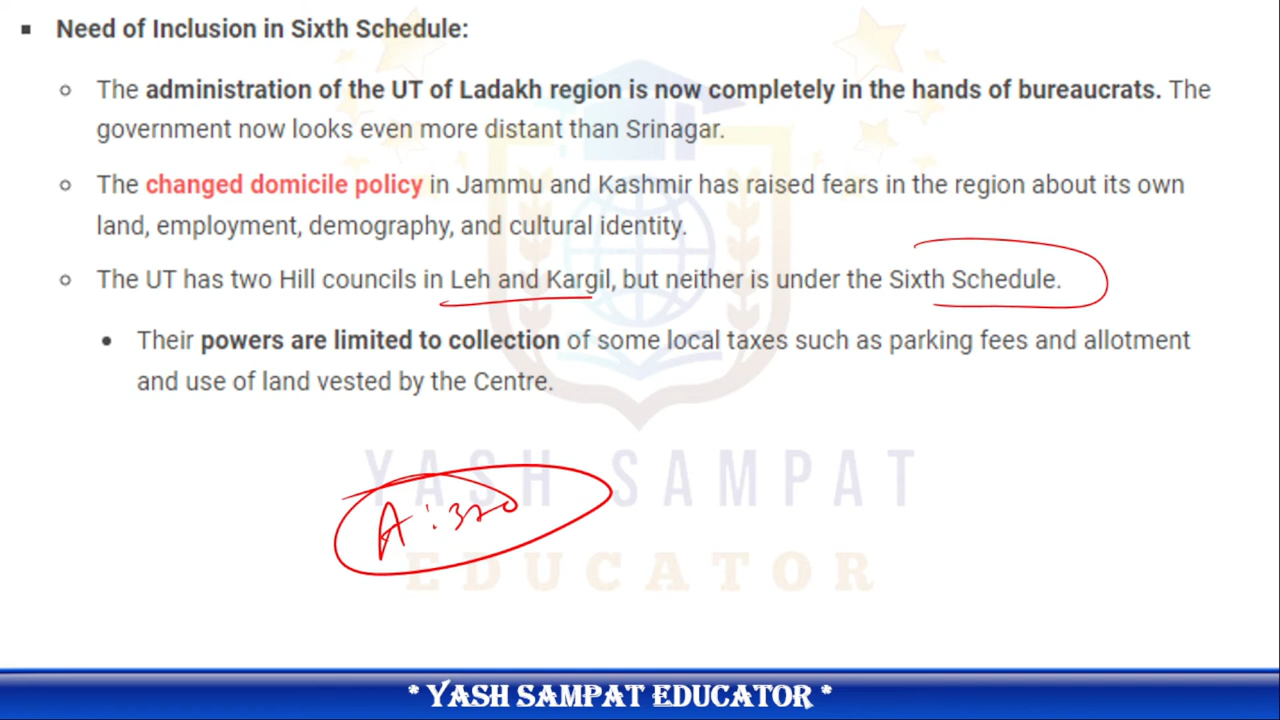 Need of Inclusion in Sixth Schedule:
The administration of the UT of Ladakh region is now completely in the hands of bureaucrats. The
government now looks even more distant than Srinagar.
The changed domicile policy in Jammu and Kashmir has raised fears in the region about its own
land, employment, demography, and cultural identity.
The UT has two Hill councils in Leh and Kargil, but neither is under the Sixth Schedule.
Their powers are limited to collection of some local taxes such as parking fees and allotment
and use of land vested by the Centre.
YASH SAMPAT
A:320
EDUCATOR
* YASH SAMPAT EDUCATOR *